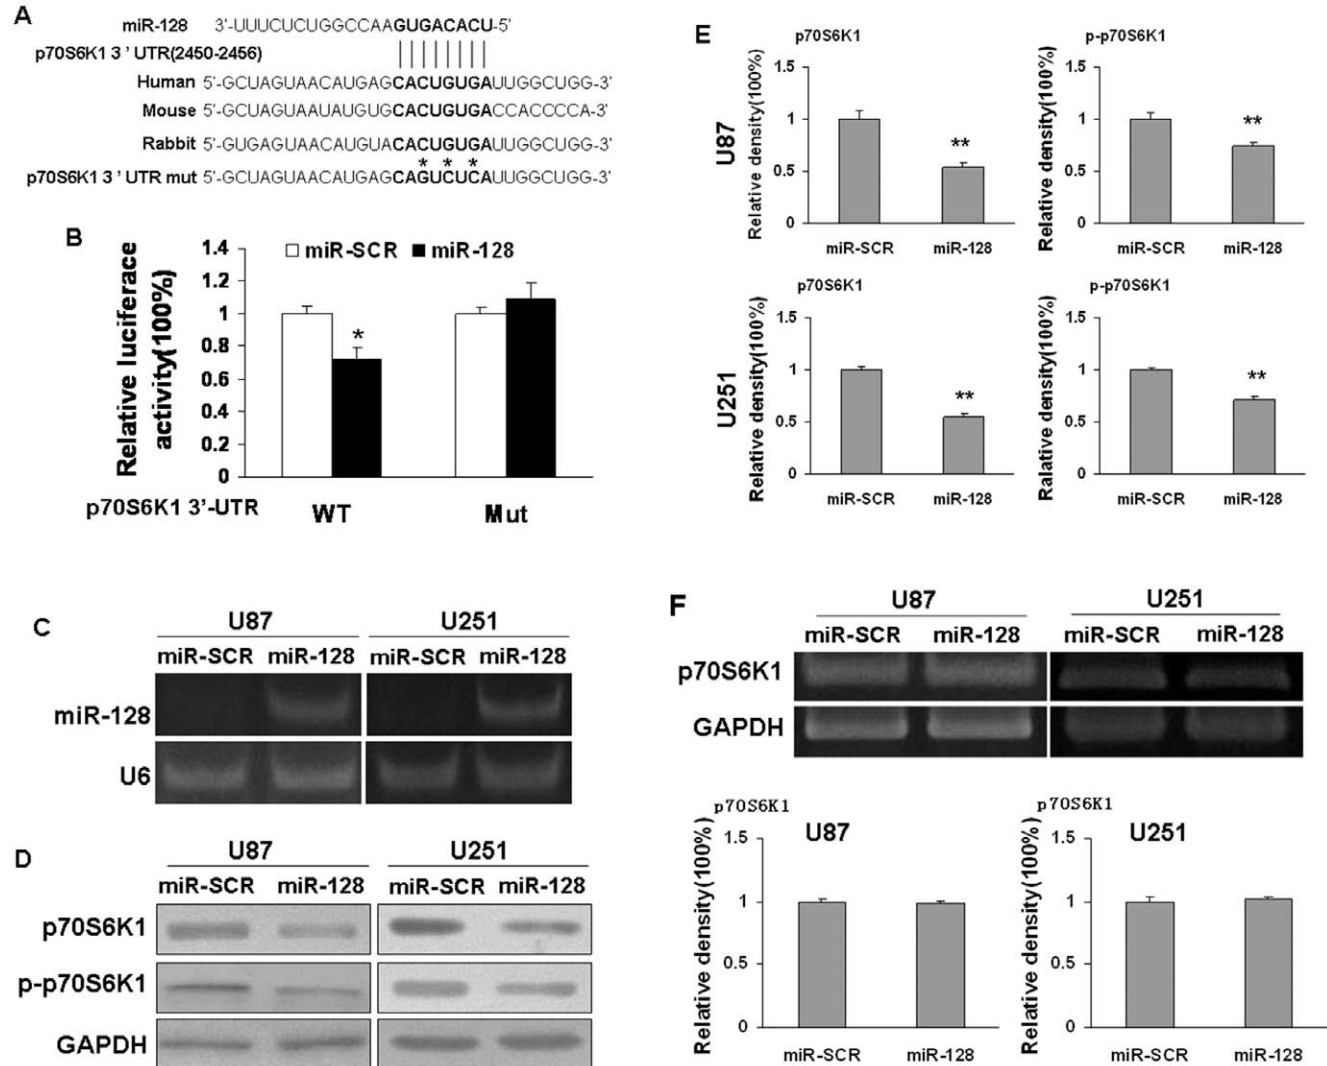 A
miR-128 3'-UUUCUCUGGCCAAGUGACACU-5'
p70S6K1 3 ' UTR(2450-2456)
Human 5'-GCUAGUAACAUGAGCACUGUGAUUGGCUGG-3'
Mouse 5'-GCUAGUAAUAUGUGCACUGUGACCACCCCA-3'
Rabbit 5'-GUGAGUAACAUGUACACUGUGAUUGGCUGG-3'
* * *
p70S6K1 3 ' UTR mut 5'-GCUAGUAACAUGAGCAGUCUCAUUGGCUGG-3'
B
miR-SCR miR-128
Relative luciferace
activity(100%)
1.4
1.2
1
0.8
0.6
0.4
0.2
0
*
p70S6K1 3'-UTR WT Mut
C
U87 U251
miR-SCR miR-128 miR-SCR miR-128
miR-128
U6
D
U87 U251
miR-SCR miR-128 miR-SCR miR-128
p70S6K1
p-p70S6K1
GAPDH
E
U87
p70S6K1
Relative density(100%)
1.5
1
0.5
0
**
miR-SCR miR-128
p-p70S6K1
Relative density(100%)
1.5
1
0.5
0
**
miR-SCR miR-128
U251
p70S6K1
Relative density(100%)
1.5
1
0.5
0
**
miR-SCR miR-128
p-p70S6K1
Ralative density(100%)
1.5
1
0.5
0
**
miR-SCR miR-128
F
U87 U251
miR-SCR miR-128 miR-SCR miR-128
p70S6K1
GAPDH
p70S6K1
U87
Relative density(100%)
1.5
1
0.5
0
miR-SCR miR-128
p70S6K1
U251
Relative density(100%)
1.5
1
0.5
0
miR-SCR miR-128